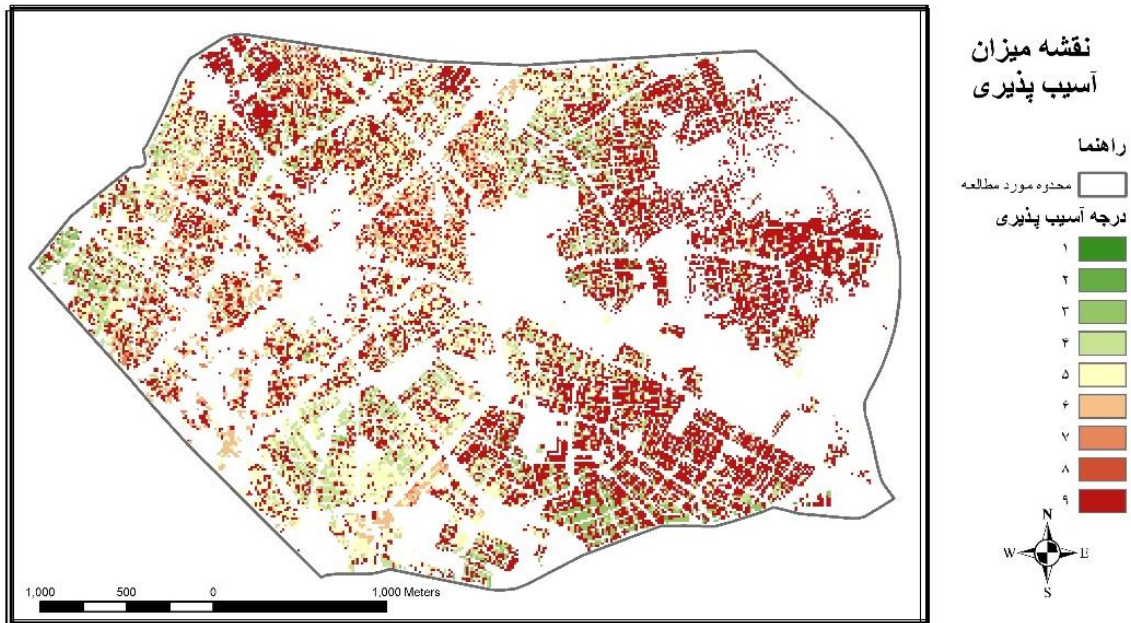 نقشه میزان
آسیب پذیری
راهنما
محدوه مورد مطالعه
درجه آسیب پذیری
۱
۲
۳
۴
۵
۶
۷
۸
۹
N
W E
S
1,000 500 0 1,000 Meters